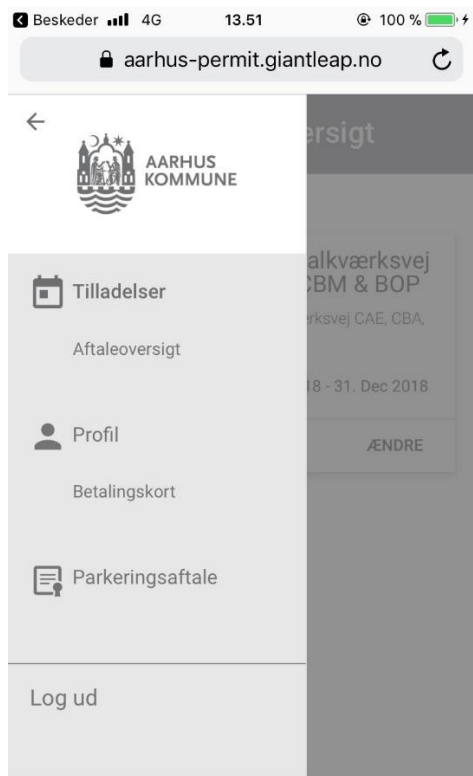 Beskeder 4G 13.51 100 %
aarhus-permit.giantleap.no
ersigt
AARHUS
KOMMUNE
alkværksvej
CBM & BOP
Tilladelser
rksvej CAE, CBA,
Aftaleoversigt
18 - 31. Dec 2018
Profil
ÆNDRE
Betalingskort
Parkeringsaftale
Log ud